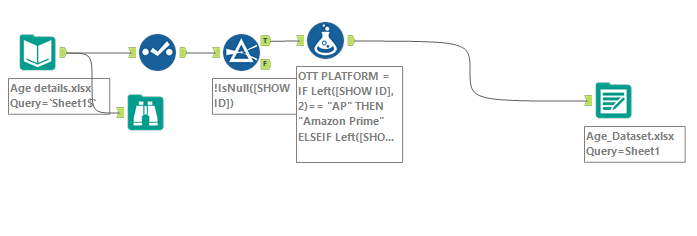 T
F
Age details.xlsx
Query=`Sheet1$`
!IsNull([SHOW
ID])
OTT PLATFORM =
IF Left([SHOW ID],
2)== "AP" THEN
"Amazon Prime"
ELSEIF Left([SHO...
Age_Dataset.xlsx
Query=Sheet1